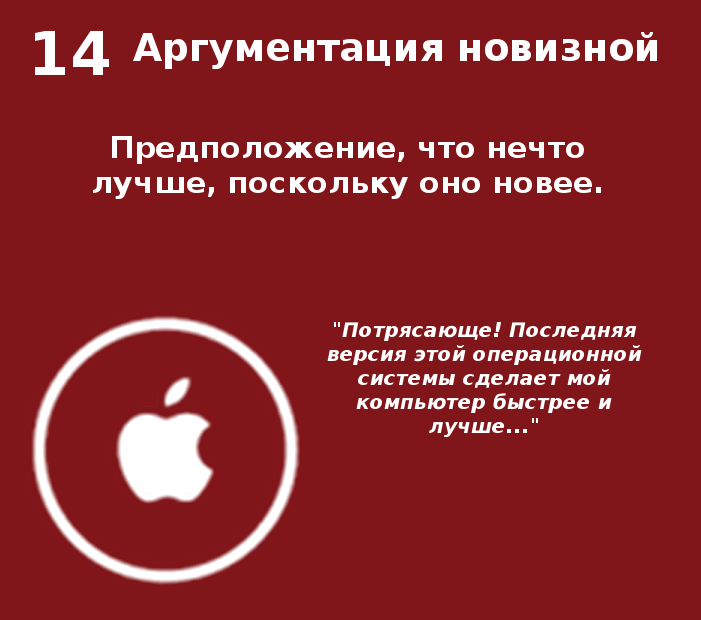 14 Аргументация новизной
Предположение, что нечто
лучше, поскольку оно новее.
"Потрясающе! Последняя
версия этой операционной
системы сделает мой
компьютер быстрее и
лучше..."